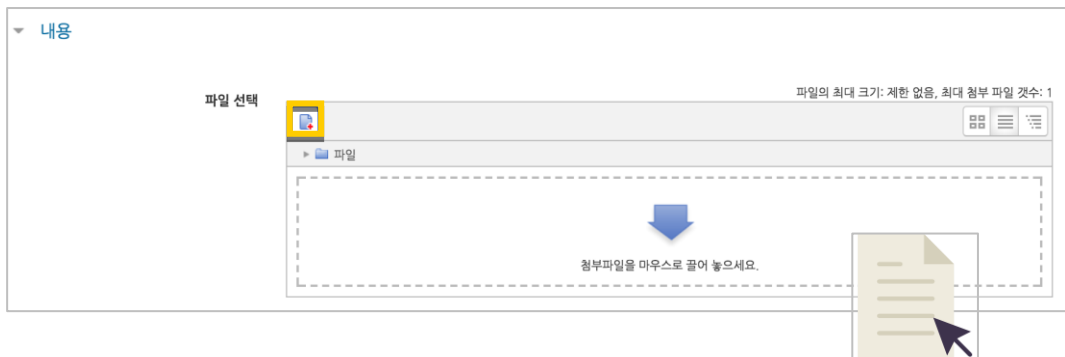 내용
파일의 최대 크기: 제한 없음, 최대 첨부 파일 갯수: 1
파일 선택
파일
첨부파일을 마우스로 끌어 놓으세요.